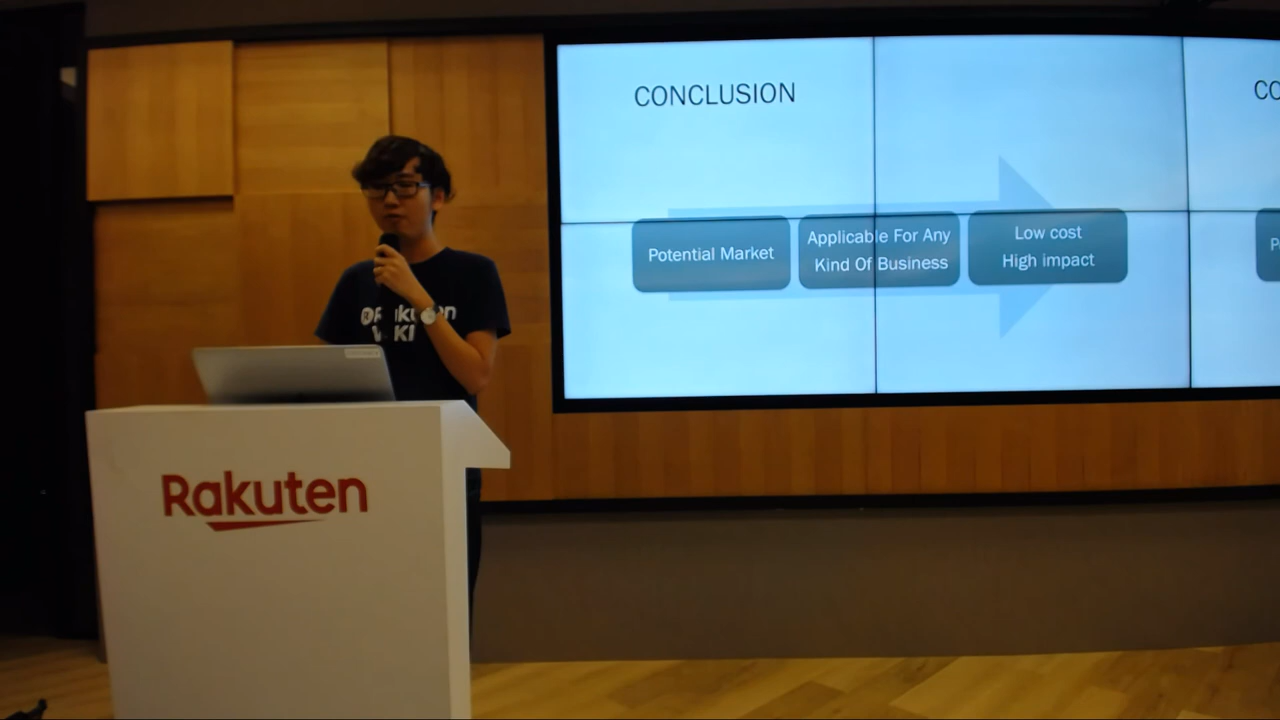 CONCLUSION
Potential Market
Applicable For Any
Kind Of Business
Low cost
High impact
Rakuten